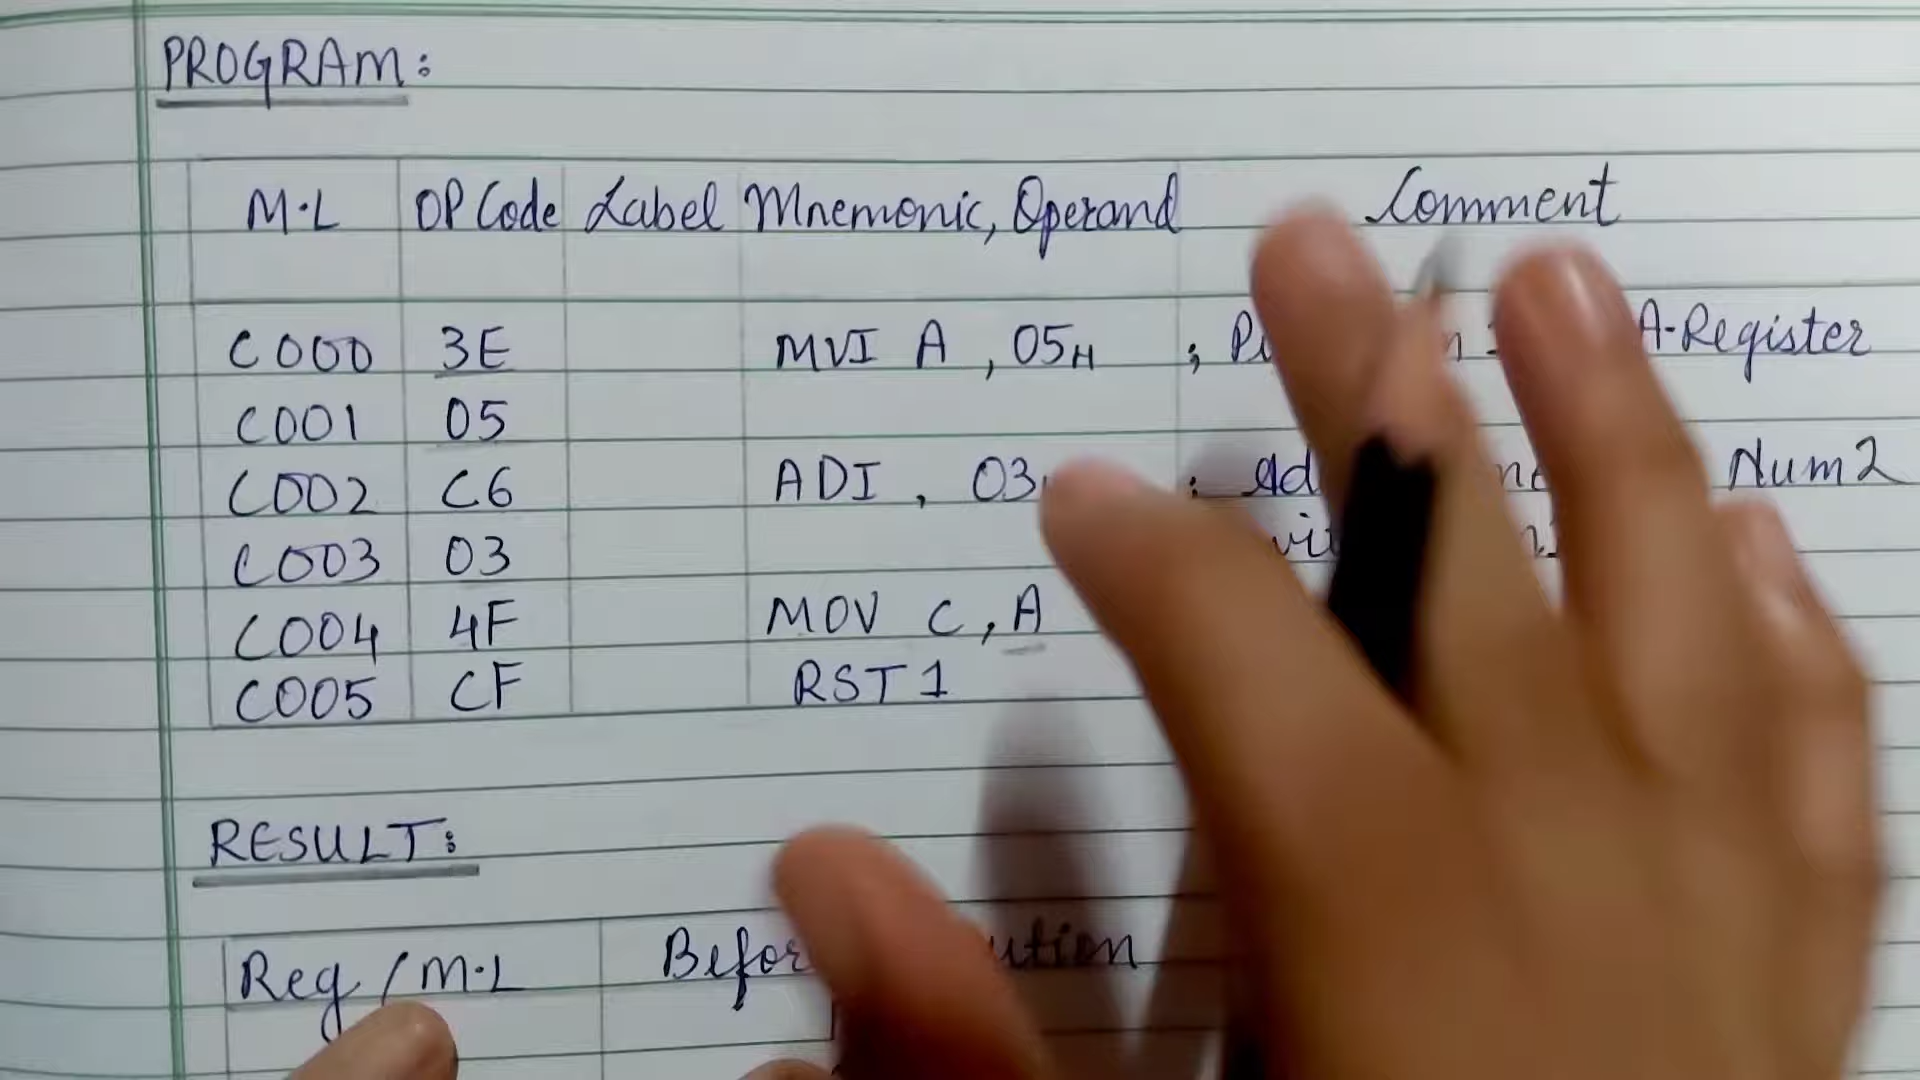 PROGRAM:
M.L OP Code Label Mnemonic, Operand Comment
C000 3E MVI A , 05H ; A-Register
C001 05
C002 C6 ADI , 03 ; Num2
C003 03
C004 4F MOV C, A
C005 CF RST 1
RESULT:
Reg / M.L